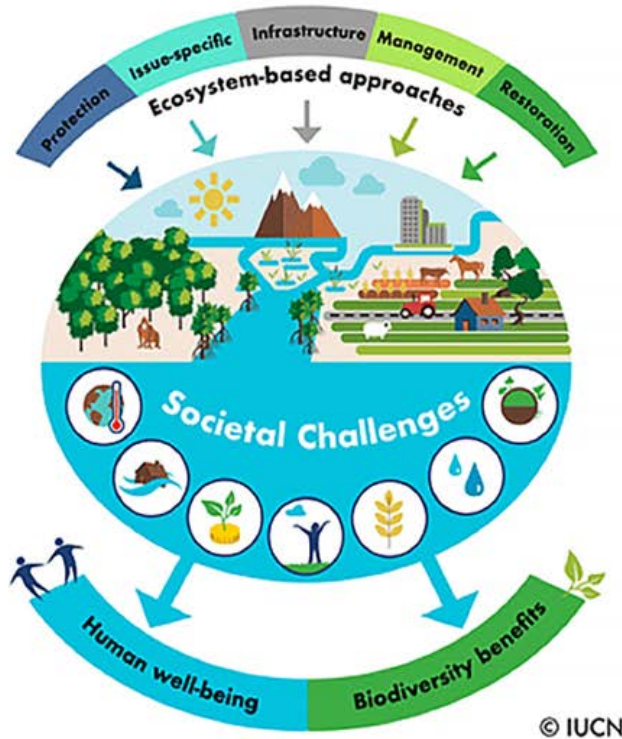 Protection
Issue-specific
Infrastructure
Management
Restoration
Ecosystem-based approaches
Societal Challenges
Human well-being
Biodiversity benefits
© IUCN